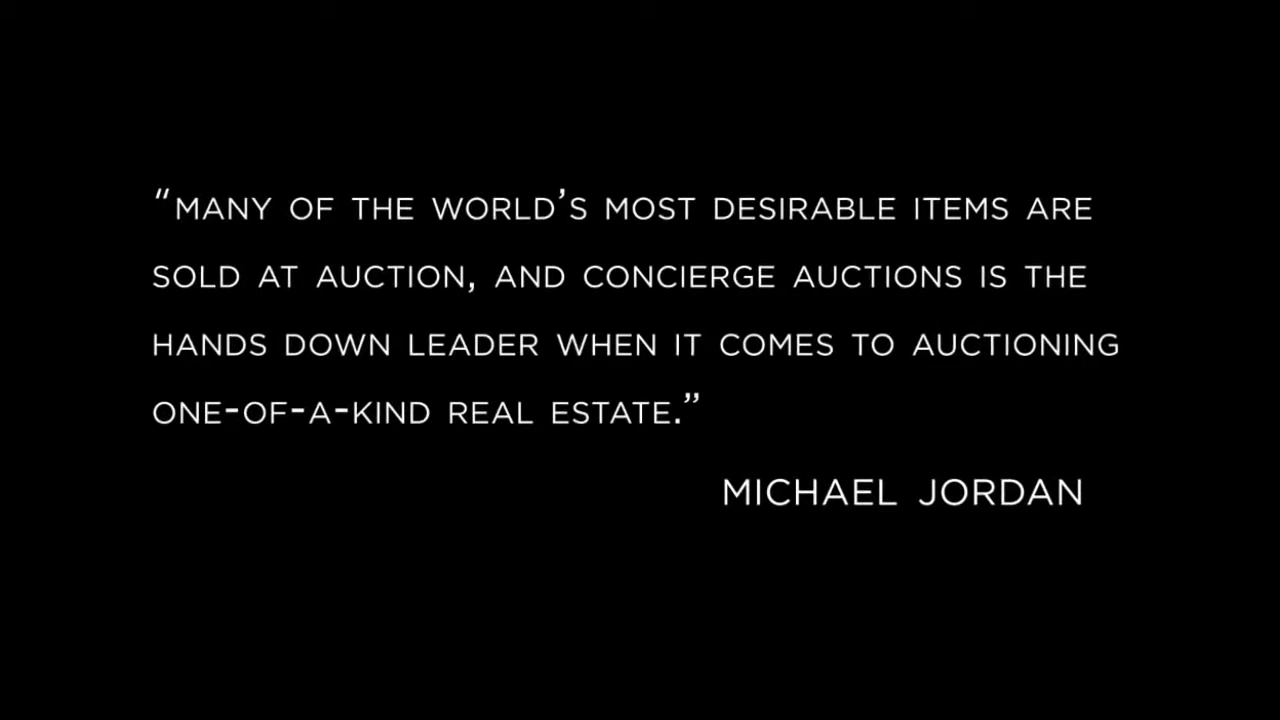 “MANY OF THE WORLD’S MOST DESIRABLE ITEMS ARE
SOLD AT AUCTION, AND CONCIERGE AUCTIONS IS THE
HANDS DOWN LEADER WHEN IT COMES TO AUCTIONING
ONE-OF-A-KIND REAL ESTATE.”
MICHAEL JORDAN